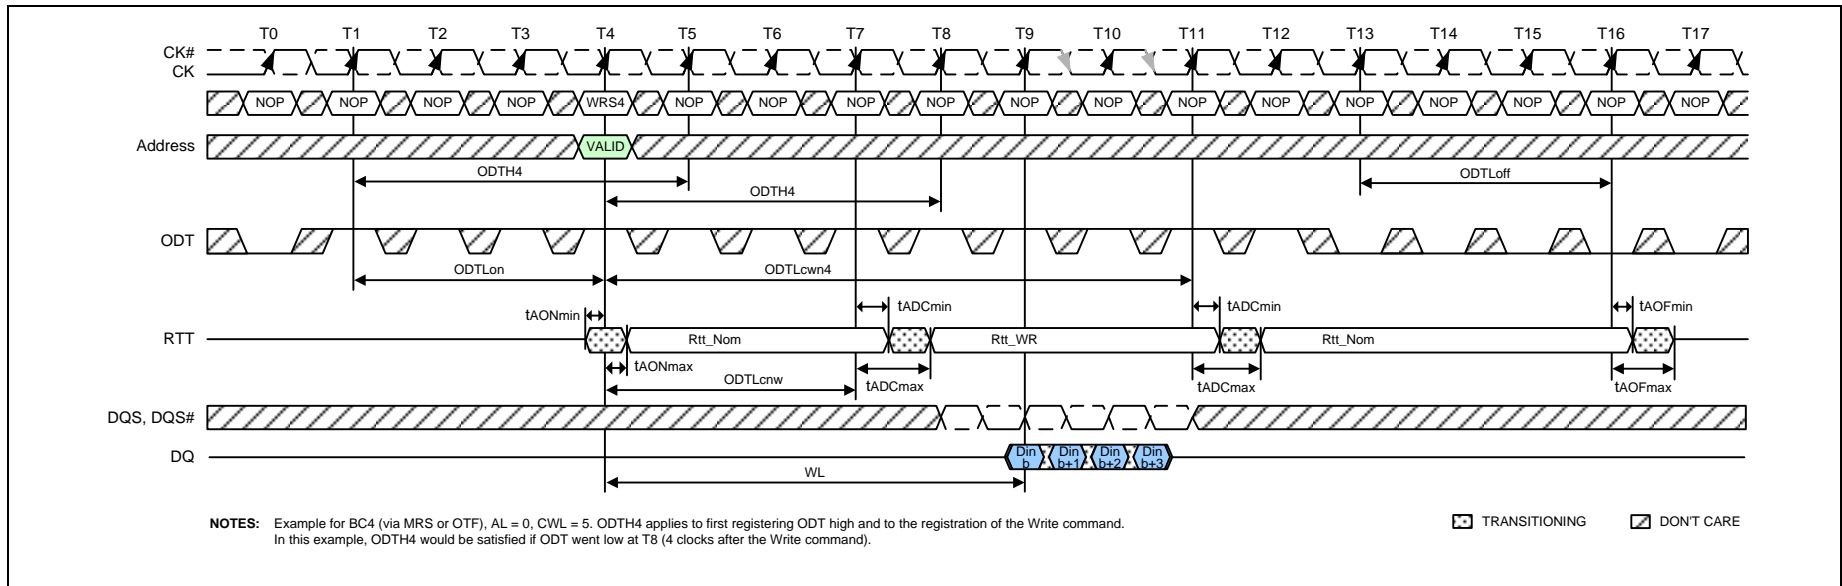 T0 T1 T2 T3 T4 T5 T6 T7 T8 T9 T10 T11 T12 T13 T14 T15 T16 T17
CK#
CK
NOP NOP NOP NOP WRS4 NOP NOP NOP NOP NOP NOP NOP NOP NOP NOP NOP NOP NOP
Address VALID
ODTH4 ODTLoff
ODTH4
ODT
ODTLon ODTLcwn4
tAONmin tADCmin tADCmin tAOFmin
RTT Rtt_Nom Rtt_WR Rtt_Nom
tAONmax
ODTLcnw tADCmax tADCmax tAOFmax
DQS, DQS#
DQ Din b Din b+1 Din b+2 Din b+3
WL
NOTES: Example for BC4 (via MRS or OTF), AL = 0, CWL = 5. ODTH4 applies to first registering ODT high and to the registration of the Write command.
In this example, ODTH4 would be satisfied if ODT went low at T8 (4 clocks after the Write command).
TRANSITIONING DON'T CARE